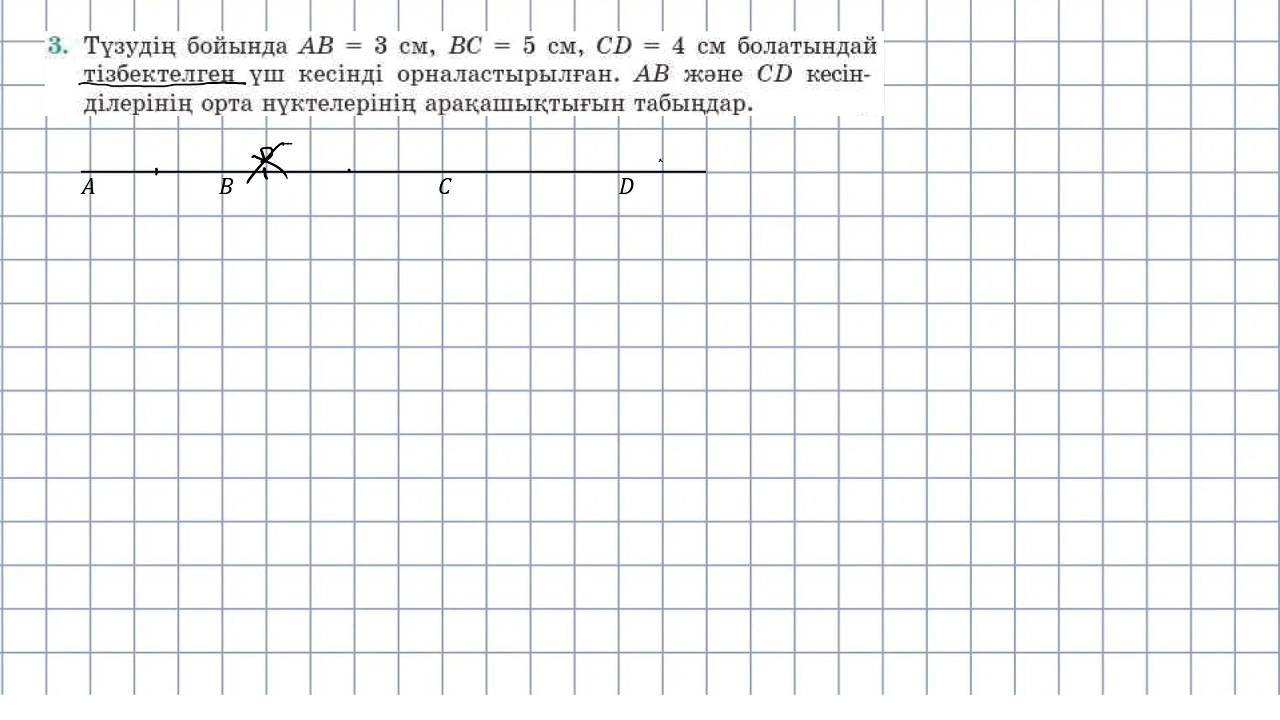 3. Түзудің бойында AB = 3 см, BC = 5 см, CD = 4 см болатындай
тізбектелген үш кесінді орналастырылған. AB және CD кесін-
ділерінің орта нүктелерінің арақашықтығын табыңдар.
A B C D